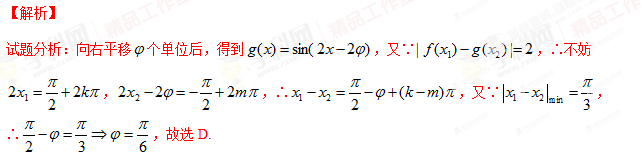 【解析】
试题分析：向右平移φ个单位后，得到g(x)=sin(2x-2φ)，又∵|f(x₁)-g(x₂)|=2，∴不妨
2x₁=π/2+2kπ，2x₂-2φ=-π/2+2mπ，∴x₁-x₂=π/2-φ+(k-m)π，又∵|x₁-x₂|min=π/3，
∴π/2-φ=π/3⇒φ=π/6，故选 D.